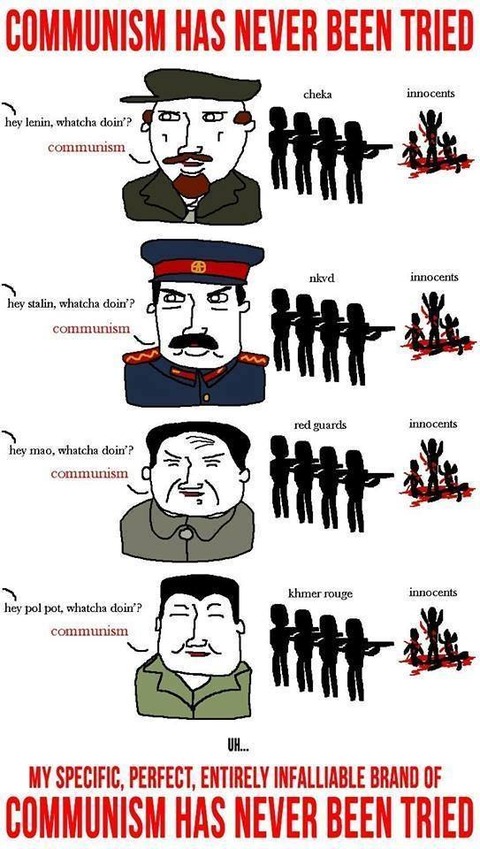 COMMUNISM HAS NEVER BEEN TRIED
cheka
innocents
hey lenin, whatcha doin'?
communism
nkvd
innocents
hey stalin, whatcha doin'?
communism
red guards
innocents
hey mao, whatcha doin'?
communism
khmer rouge
innocents
hey pol pot, whatcha doin'?
communism
UH...
MY SPECIFIC, PERFECT, ENTIRELY INFALLIABLE BRAND OF
COMMUNISM HAS NEVER BEEN TRIED